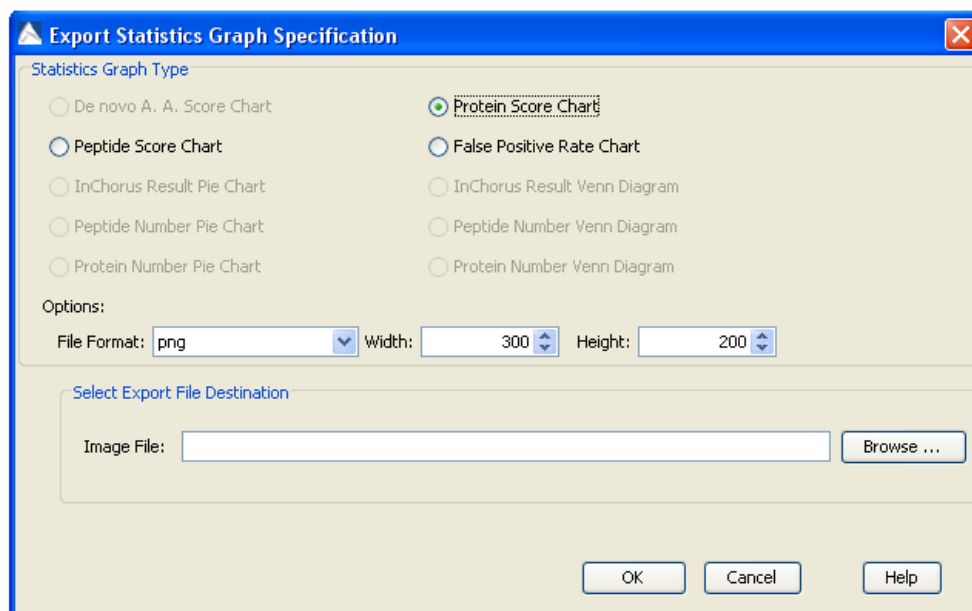 Export Statistics Graph Specification
Statistics Graph Type
De novo A. A. Score Chart Protein Score Chart
Peptide Score Chart False Positive Rate Chart
InChorus Result Pie Chart InChorus Result Venn Diagram
Peptide Number Pie Chart Peptide Number Venn Diagram
Protein Number Pie Chart Protein Number Venn Diagram
Options:
File Format: png Width: 300 Height: 200
Select Export File Destination
Image File: Browse ...
OK Cancel Help